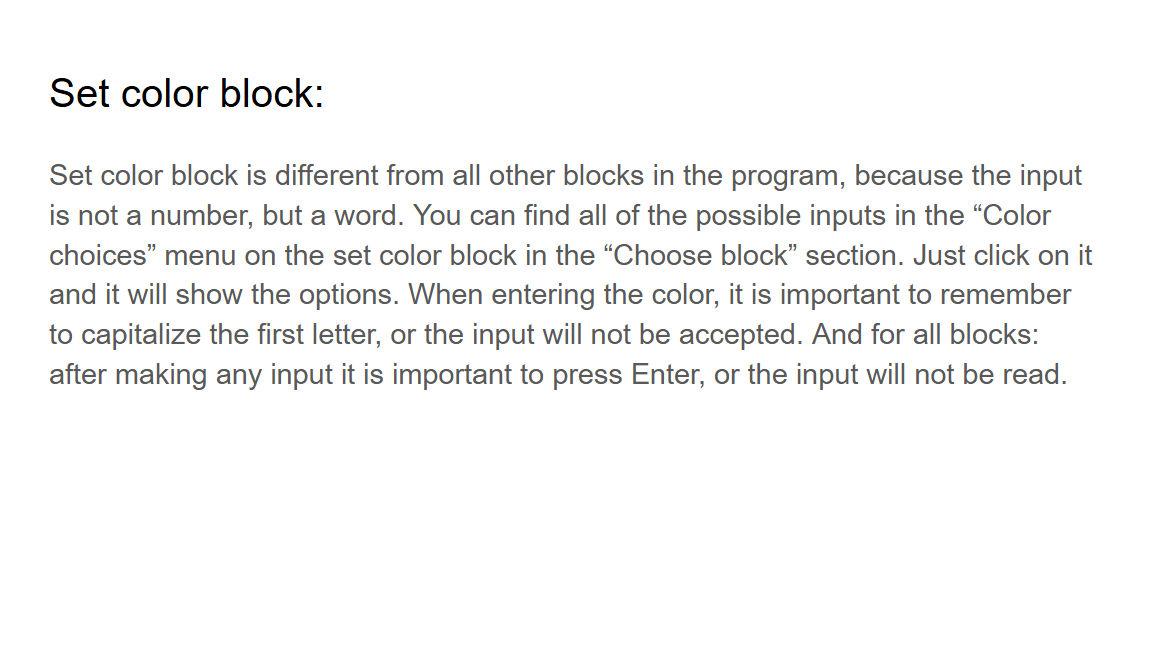 Set color block:
Set color block is different from all other blocks in the program, because the input
is not a number, but a word. You can find all of the possible inputs in the “Color
choices” menu on the set color block in the “Choose block” section. Just click on it
and it will show the options. When entering the color, it is important to remember
to capitalize the first letter, or the input will not be accepted. And for all blocks:
after making any input it is important to press Enter, or the input will not be read.